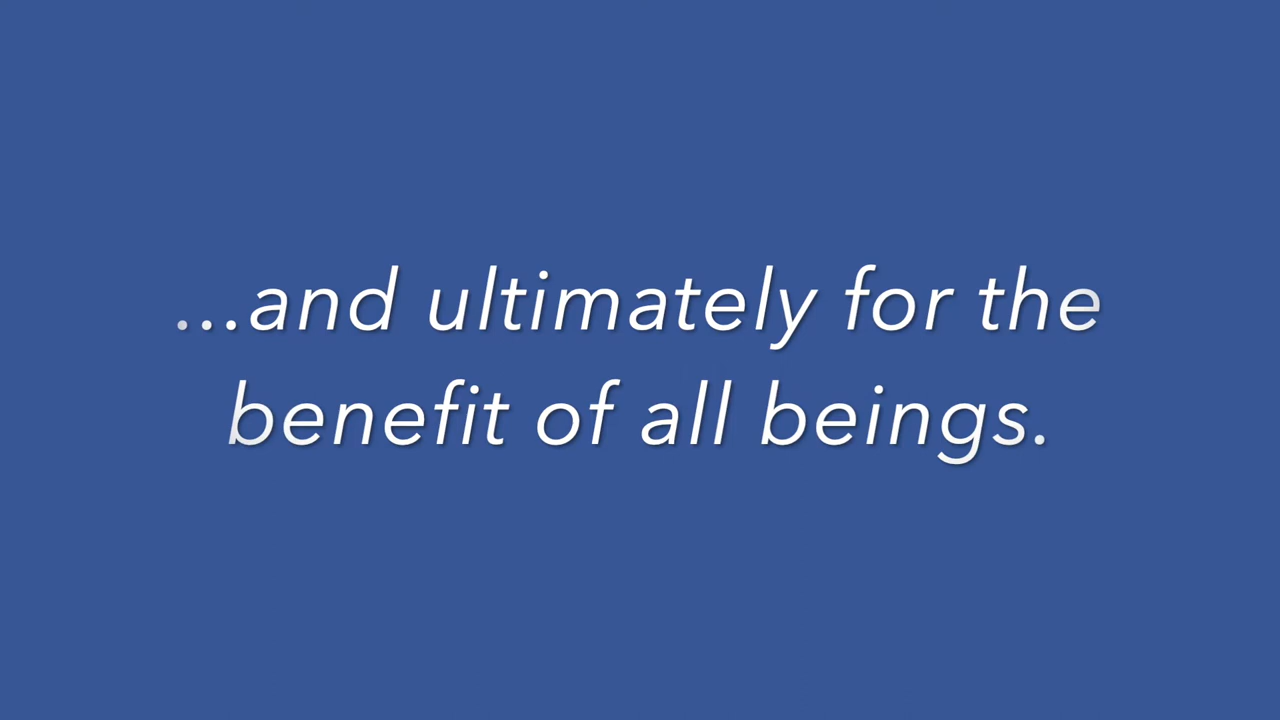 ...and ultimately for the
benefit of all beings.